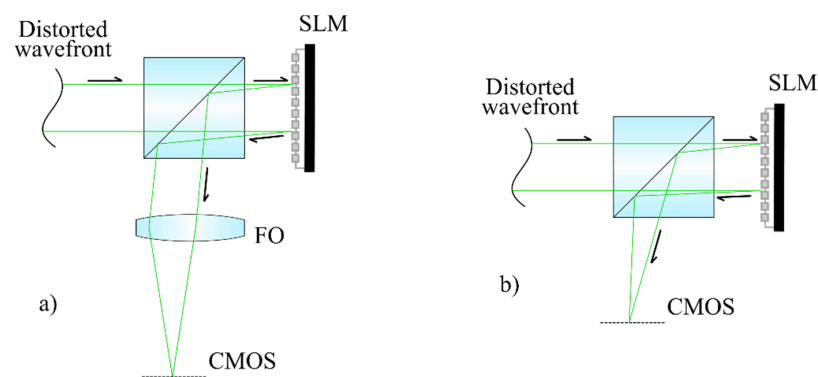 SLM
Distorted
wavefront
FO
a)
CMOS
SLM
Distorted
wavefront
b)
CMOS